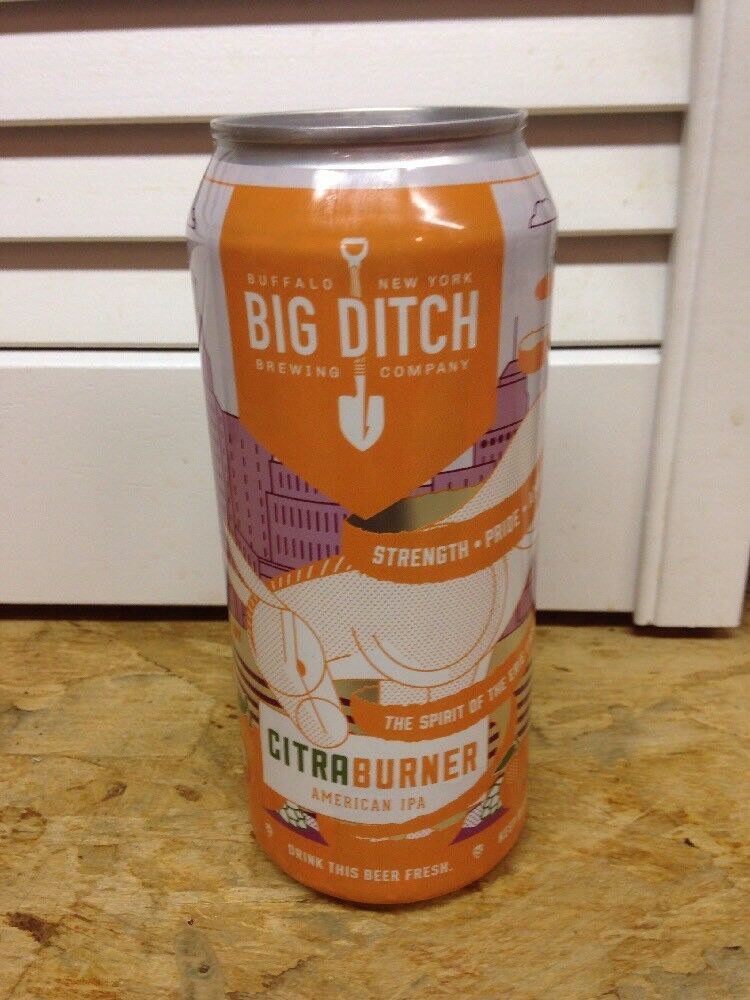 BUFFALO NEW YORK
BIG DITCH
BREWING COMPANY
STRENGTH • PRIDE •
THE SPIRIT OF THE
CITRABURNER
AMERICAN IPA
DRINK THIS BEER FRESH.